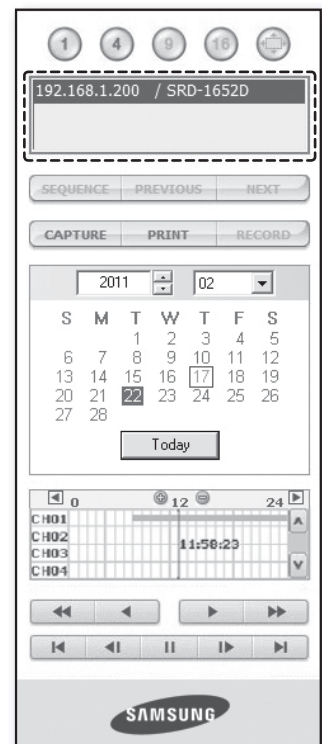 1 4 9 16
192.168.1.200 / SRD-1652D
SEQUENCE PREVIOUS NEXT
CAPTURE PRINT RECORD
2011 02
S M T W T F S
1 2 3 4 5
6 7 8 9 10 11 12
13 14 15 16 17 18 19
20 21 22 23 24 25 26
27 28
Today
0 12 24
CH01
CH02
11:58:23
CH03
CH04
SAMSUNG